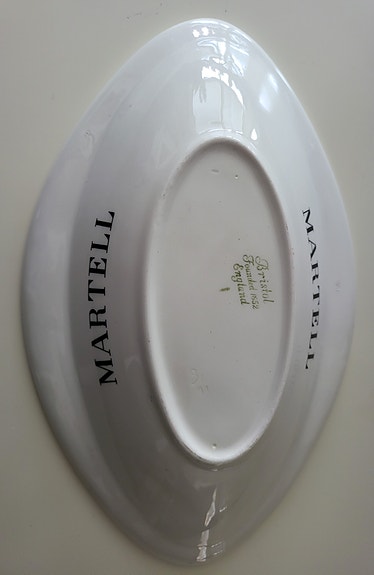 MARTELL
Bristol
Founded 1652
England
MARTELL